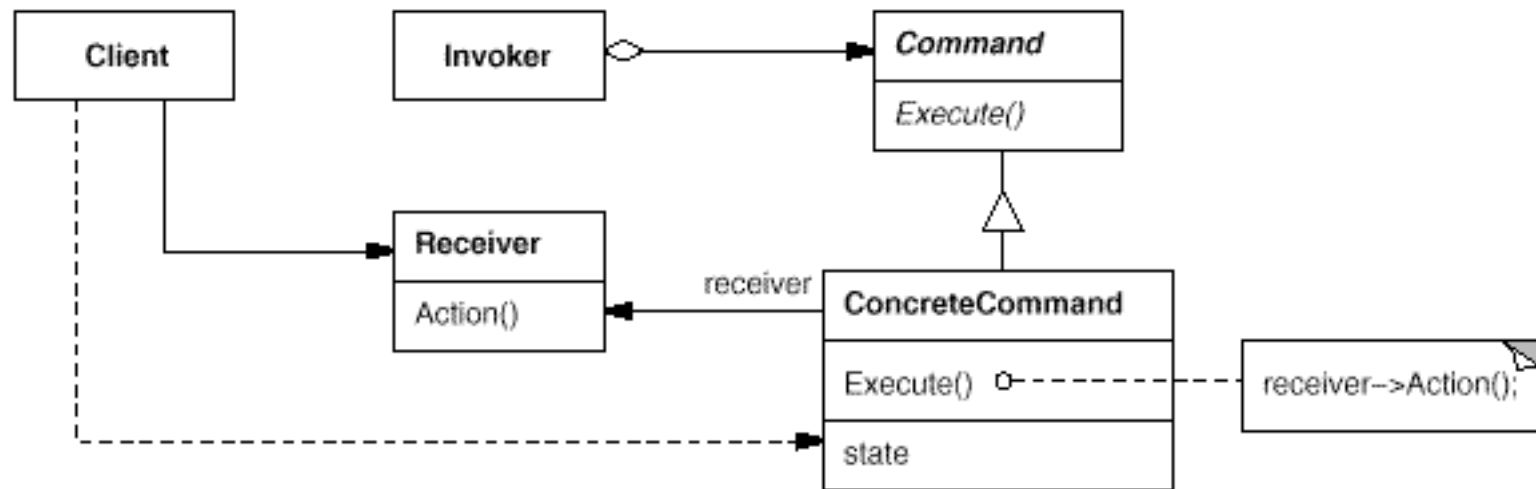 Client
Invoker
Command
Execute()
Receiver
Action()
receiver
ConcreteCommand
Execute()
receiver-->Action();
state